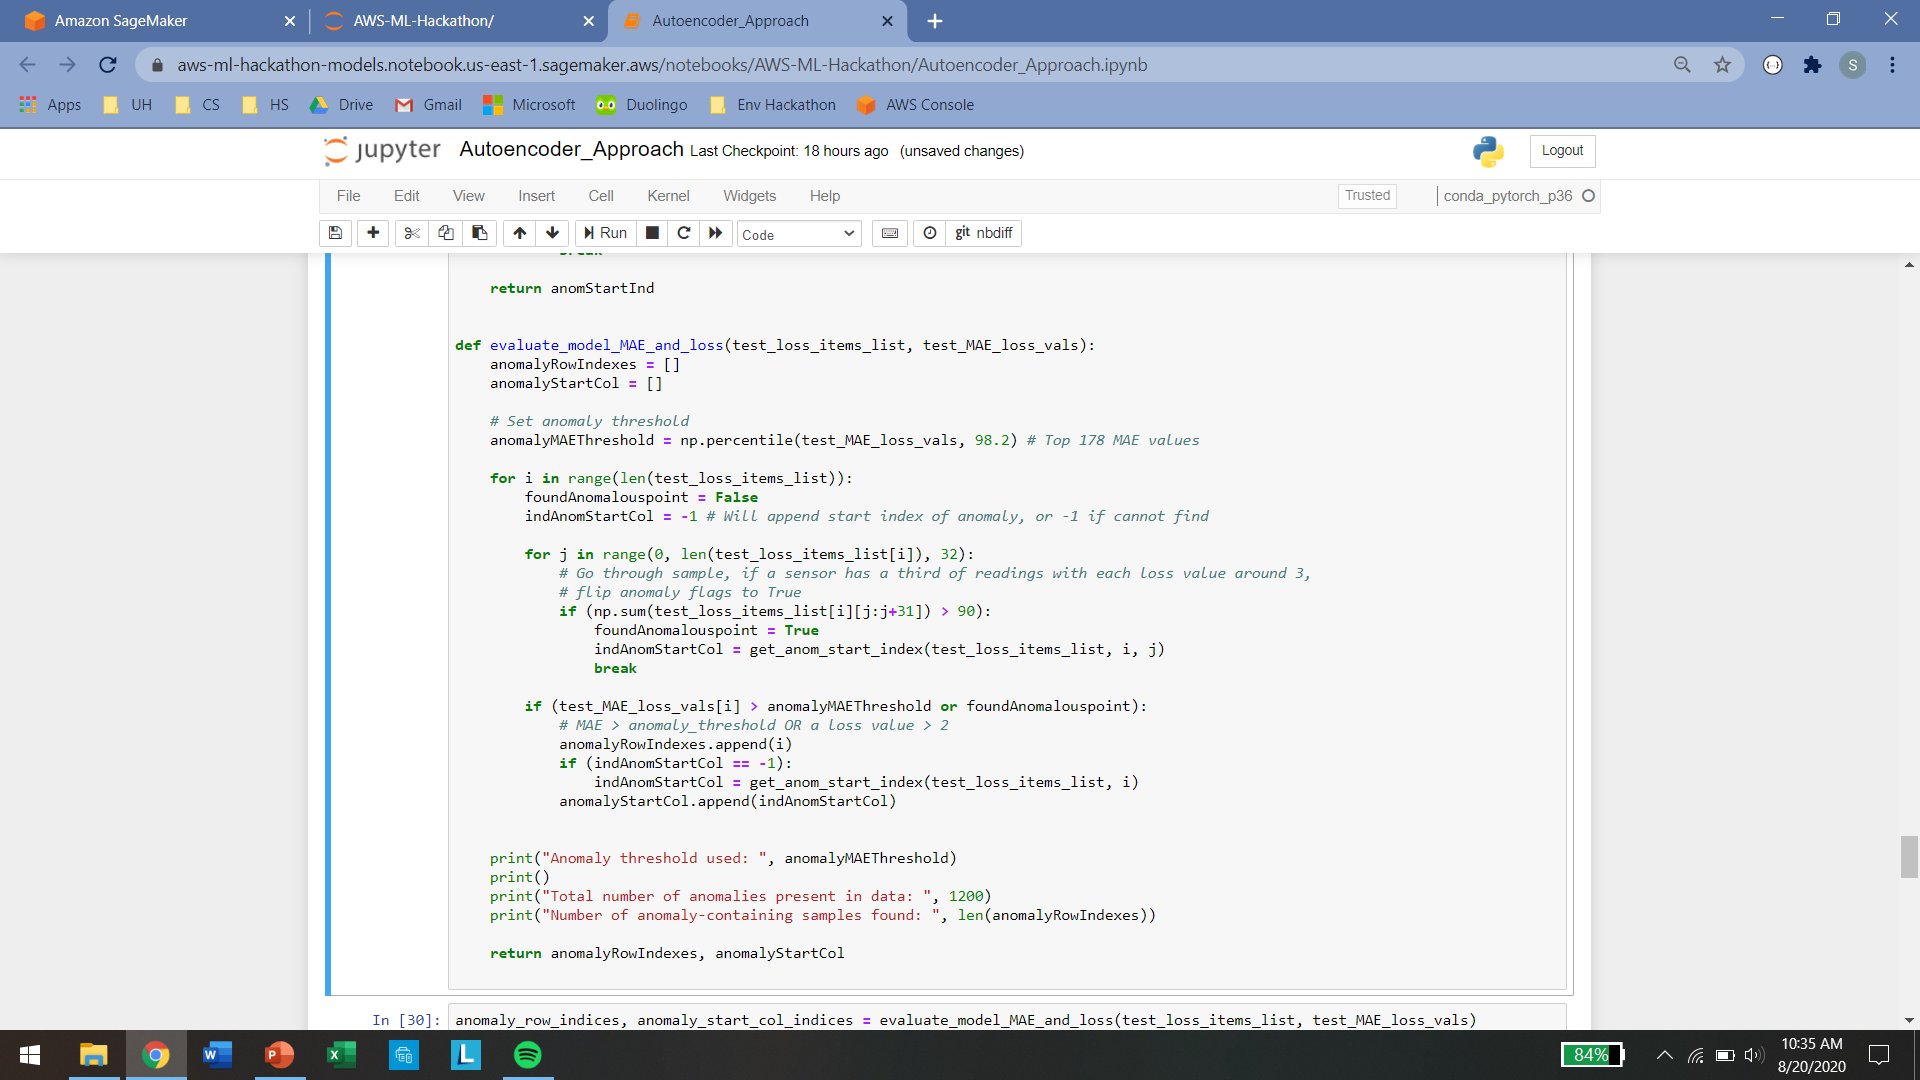 Amazon SageMaker
AWS-ML-Hackathon/
Autoencoder_Approach
aws-ml-hackathon-models.notebook.us-east-1.sagemaker.aws/notebooks/AWS-ML-Hackathon/Autoencoder_Approach.ipynb
S
Apps UH CS HS Drive Gmail Microsoft Duolingo Env Hackathon AWS Console
jupyter Autoencoder_Approach Last Checkpoint: 18 hours ago (unsaved changes)
Logout
File Edit View Insert Cell Kernel Widgets Help
Trusted conda_pytorch_p36
Run Code git nbdiff
break
return anomStartInd
def evaluate_model_MAE_and_loss(test_loss_items_list, test_MAE_loss_vals):
anomalyRowIndexes = []
anomalyStartCol = []
# Set anomaly threshold
anomalyMAEThreshold = np.percentile(test_MAE_loss_vals, 98.2) # Top 178 MAE values
for i in range(len(test_loss_items_list)):
foundAnomalouspoint = False
indAnomStartCol = -1 # Will append start index of anomaly, or -1 if cannot find
for j in range(0, len(test_loss_items_list[i]), 32):
# Go through sample, if a sensor has a third of readings with each loss value around 3,
# flip anomaly flags to True
if (np.sum(test_loss_items_list[i][j:j+31]) > 90):
foundAnomalouspoint = True
indAnomStartCol = get_anom_start_index(test_loss_items_list, i, j)
break
if (test_MAE_loss_vals[i] > anomalyMAEThreshold or foundAnomalouspoint):
# MAE > anomaly_threshold OR a loss value > 2
anomalyRowIndexes.append(i)
if (indAnomStartCol == -1):
indAnomStartCol = get_anom_start_index(test_loss_items_list, i)
anomalyStartCol.append(indAnomStartCol)
print("Anomaly threshold used: ", anomalyMAEThreshold)
print()
print("Total number of anomalies present in data: ", 1200)
print("Number of anomaly-containing samples found: ", len(anomalyRowIndexes))
return anomalyRowIndexes, anomalyStartCol
In [30]: anomaly_row_indices, anomaly_start_col_indices = evaluate_model_MAE_and_loss(test_loss_items_list, test_MAE_loss_vals)
84%
10:35 AM
8/20/2020